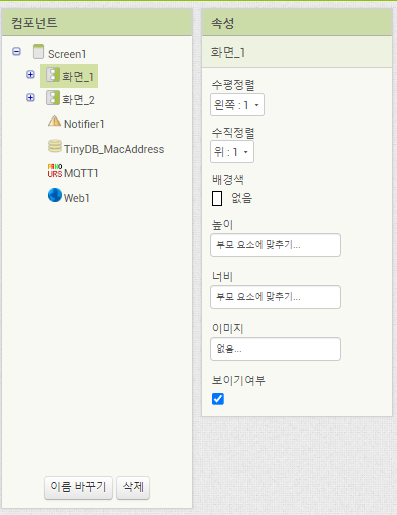 컴포넌트
Screen1
화면_1
화면_2
Notifier1
TinyDB_MacAddress
MQTT1
Web1
이름 바꾸기 삭제
속성
화면_1
수평정렬
왼쪽 : 1
수직정렬
위 : 1
배경색
없음
높이
부모 요소에 맞추기...
너비
부모 요소에 맞추기...
이미지
없음...
보이기여부